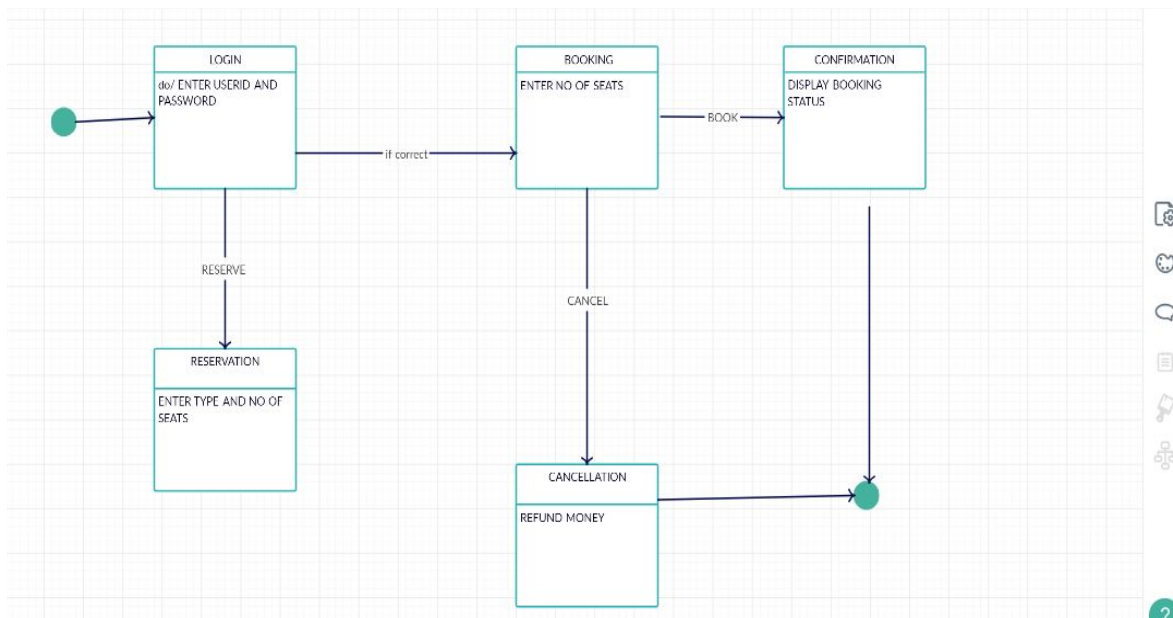 LOGIN
do/ ENTER USERID AND
PASSWORD
BOOKING
ENTER NO OF SEATS
CONFIRMATION
DISPLAY BOOKING
STATUS
BOOK
if correct
RESERVE
CANCEL
RESERVATION
ENTER TYPE AND NO OF
SEATS
CANCELLATION
REFUND MONEY
?